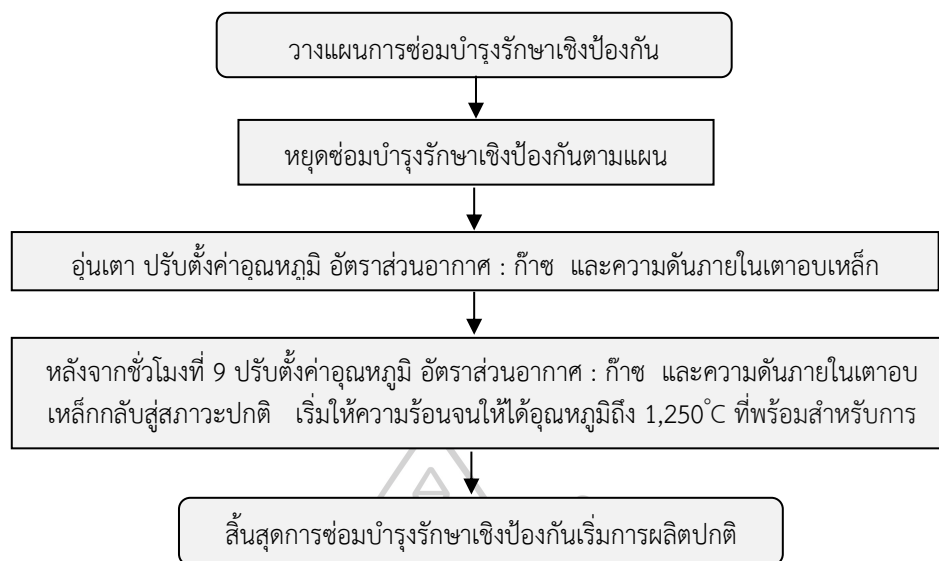 วางแผนการซ่อมบำรุงรักษาเชิงป้องกัน
หยุดซ่อมบำรุงรักษาเชิงป้องกันตามแผน
อุ่นเตา ปรับตั้งค่าอุณหภูมิ อัตราส่วนอากาศ : ก๊าซ และความดันภายในเตาอบเหล็ก
หลังจากชั่วโมงที่ 9 ปรับตั้งค่าอุณหภูมิ อัตราส่วนอากาศ : ก๊าซ และความดันภายในเตาอบ
เหล็กกลับสู่สภาวะปกติ เริ่มให้ความร้อนจนให้ได้อุณหภูมิถึง 1,250°C ที่พร้อมสำหรับการ
สิ้นสุดการซ่อมบำรุงรักษาเชิงป้องกันเริ่มการผลิตปกติ